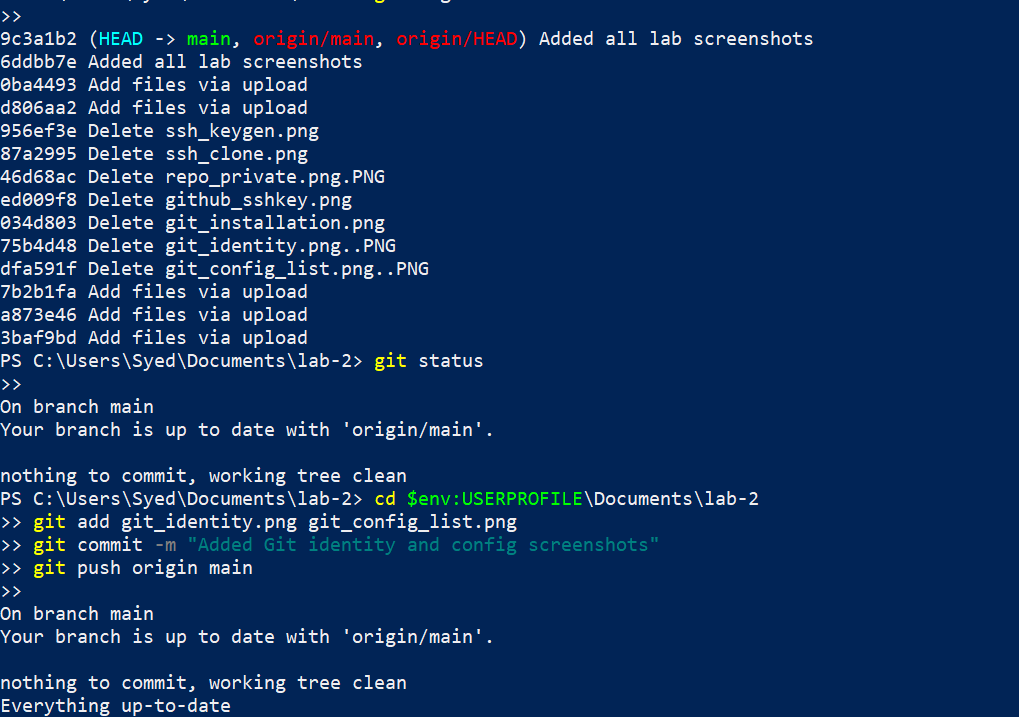 >>
9c3a1b2 (HEAD -> main, origin/main, origin/HEAD) Added all lab screenshots
6ddbb7e Added all lab screenshots
0ba4493 Add files via upload
d806aa2 Add files via upload
956ef3e Delete ssh_keygen.png
87a2995 Delete ssh_clone.png
46d68ac Delete repo_private.png.PNG
ed009f8 Delete github_sshkey.png
034d803 Delete git_installation.png
75b4d48 Delete git_identity.png..PNG
dfa591f Delete git_config_list.png..PNG
7b2b1fa Add files via upload
a873e46 Add files via upload
3baf9bd Add files via upload
PS C:\Users\Syed\Documents\lab-2> git status
>>
On branch main
Your branch is up to date with 'origin/main'.
nothing to commit, working tree clean
PS C:\Users\Syed\Documents\lab-2> cd $env:USERPROFILE\Documents\lab-2
>> git add git_identity.png git_config_list.png
>> git commit -m "Added Git identity and config screenshots"
>> git push origin main
>>
On branch main
Your branch is up to date with 'origin/main'.
nothing to commit, working tree clean
Everything up-to-date